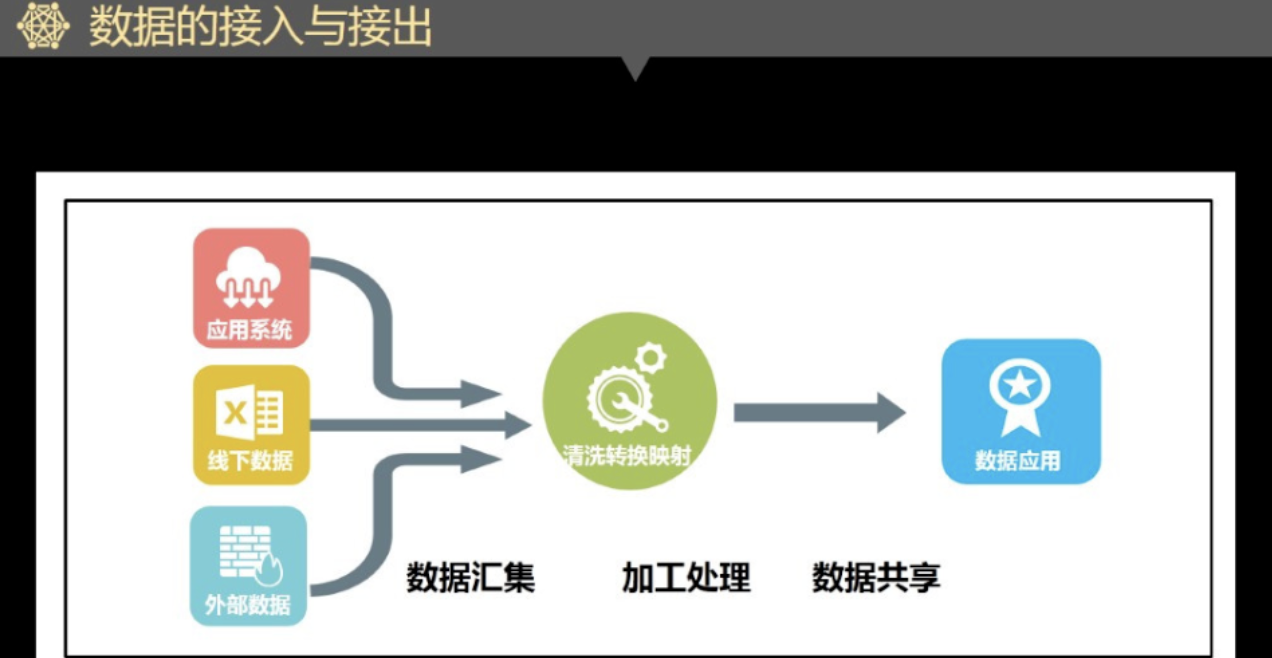 数据的接入与接出
应用系统
线下数据
外部数据
清洗转换映射
数据应用
数据汇集
加工处理
数据共享